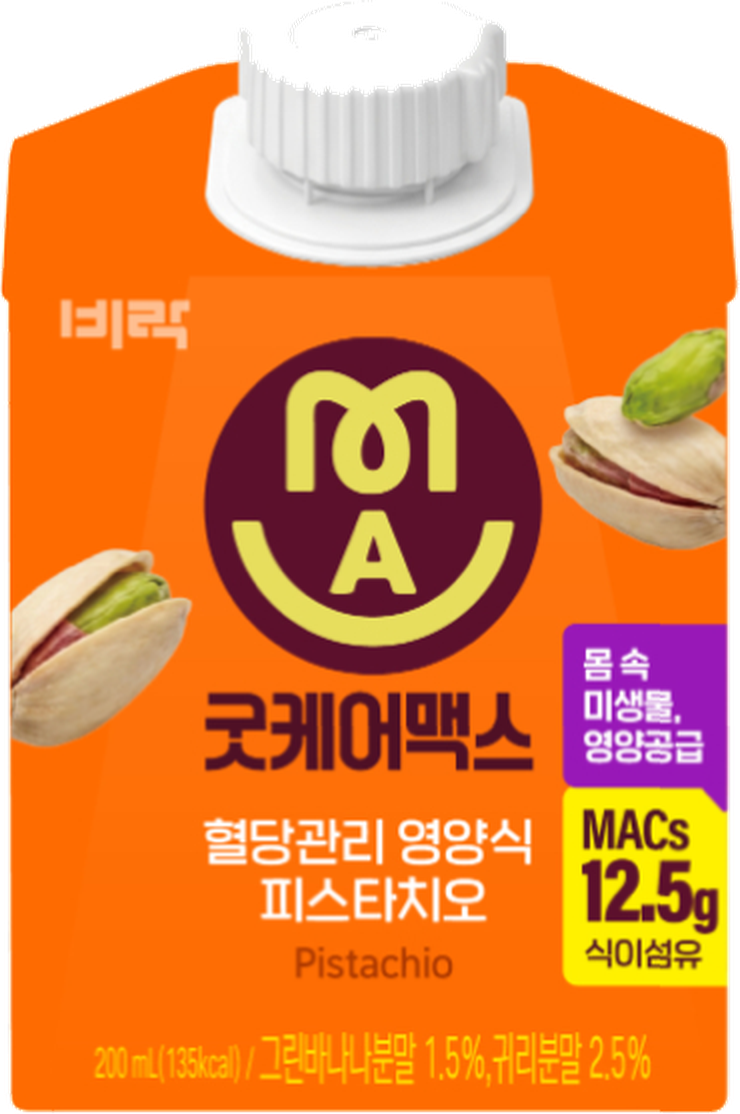 비락
M
A
굿케어맥스
혈당관리 영양식
피스타치오
Pistachio
몸 속
미생물,
영양공급
MACs
12.5g
식이섬유
200 mL(135kcal) / 그린바나나분말 1.5%,귀리분말 2.5%